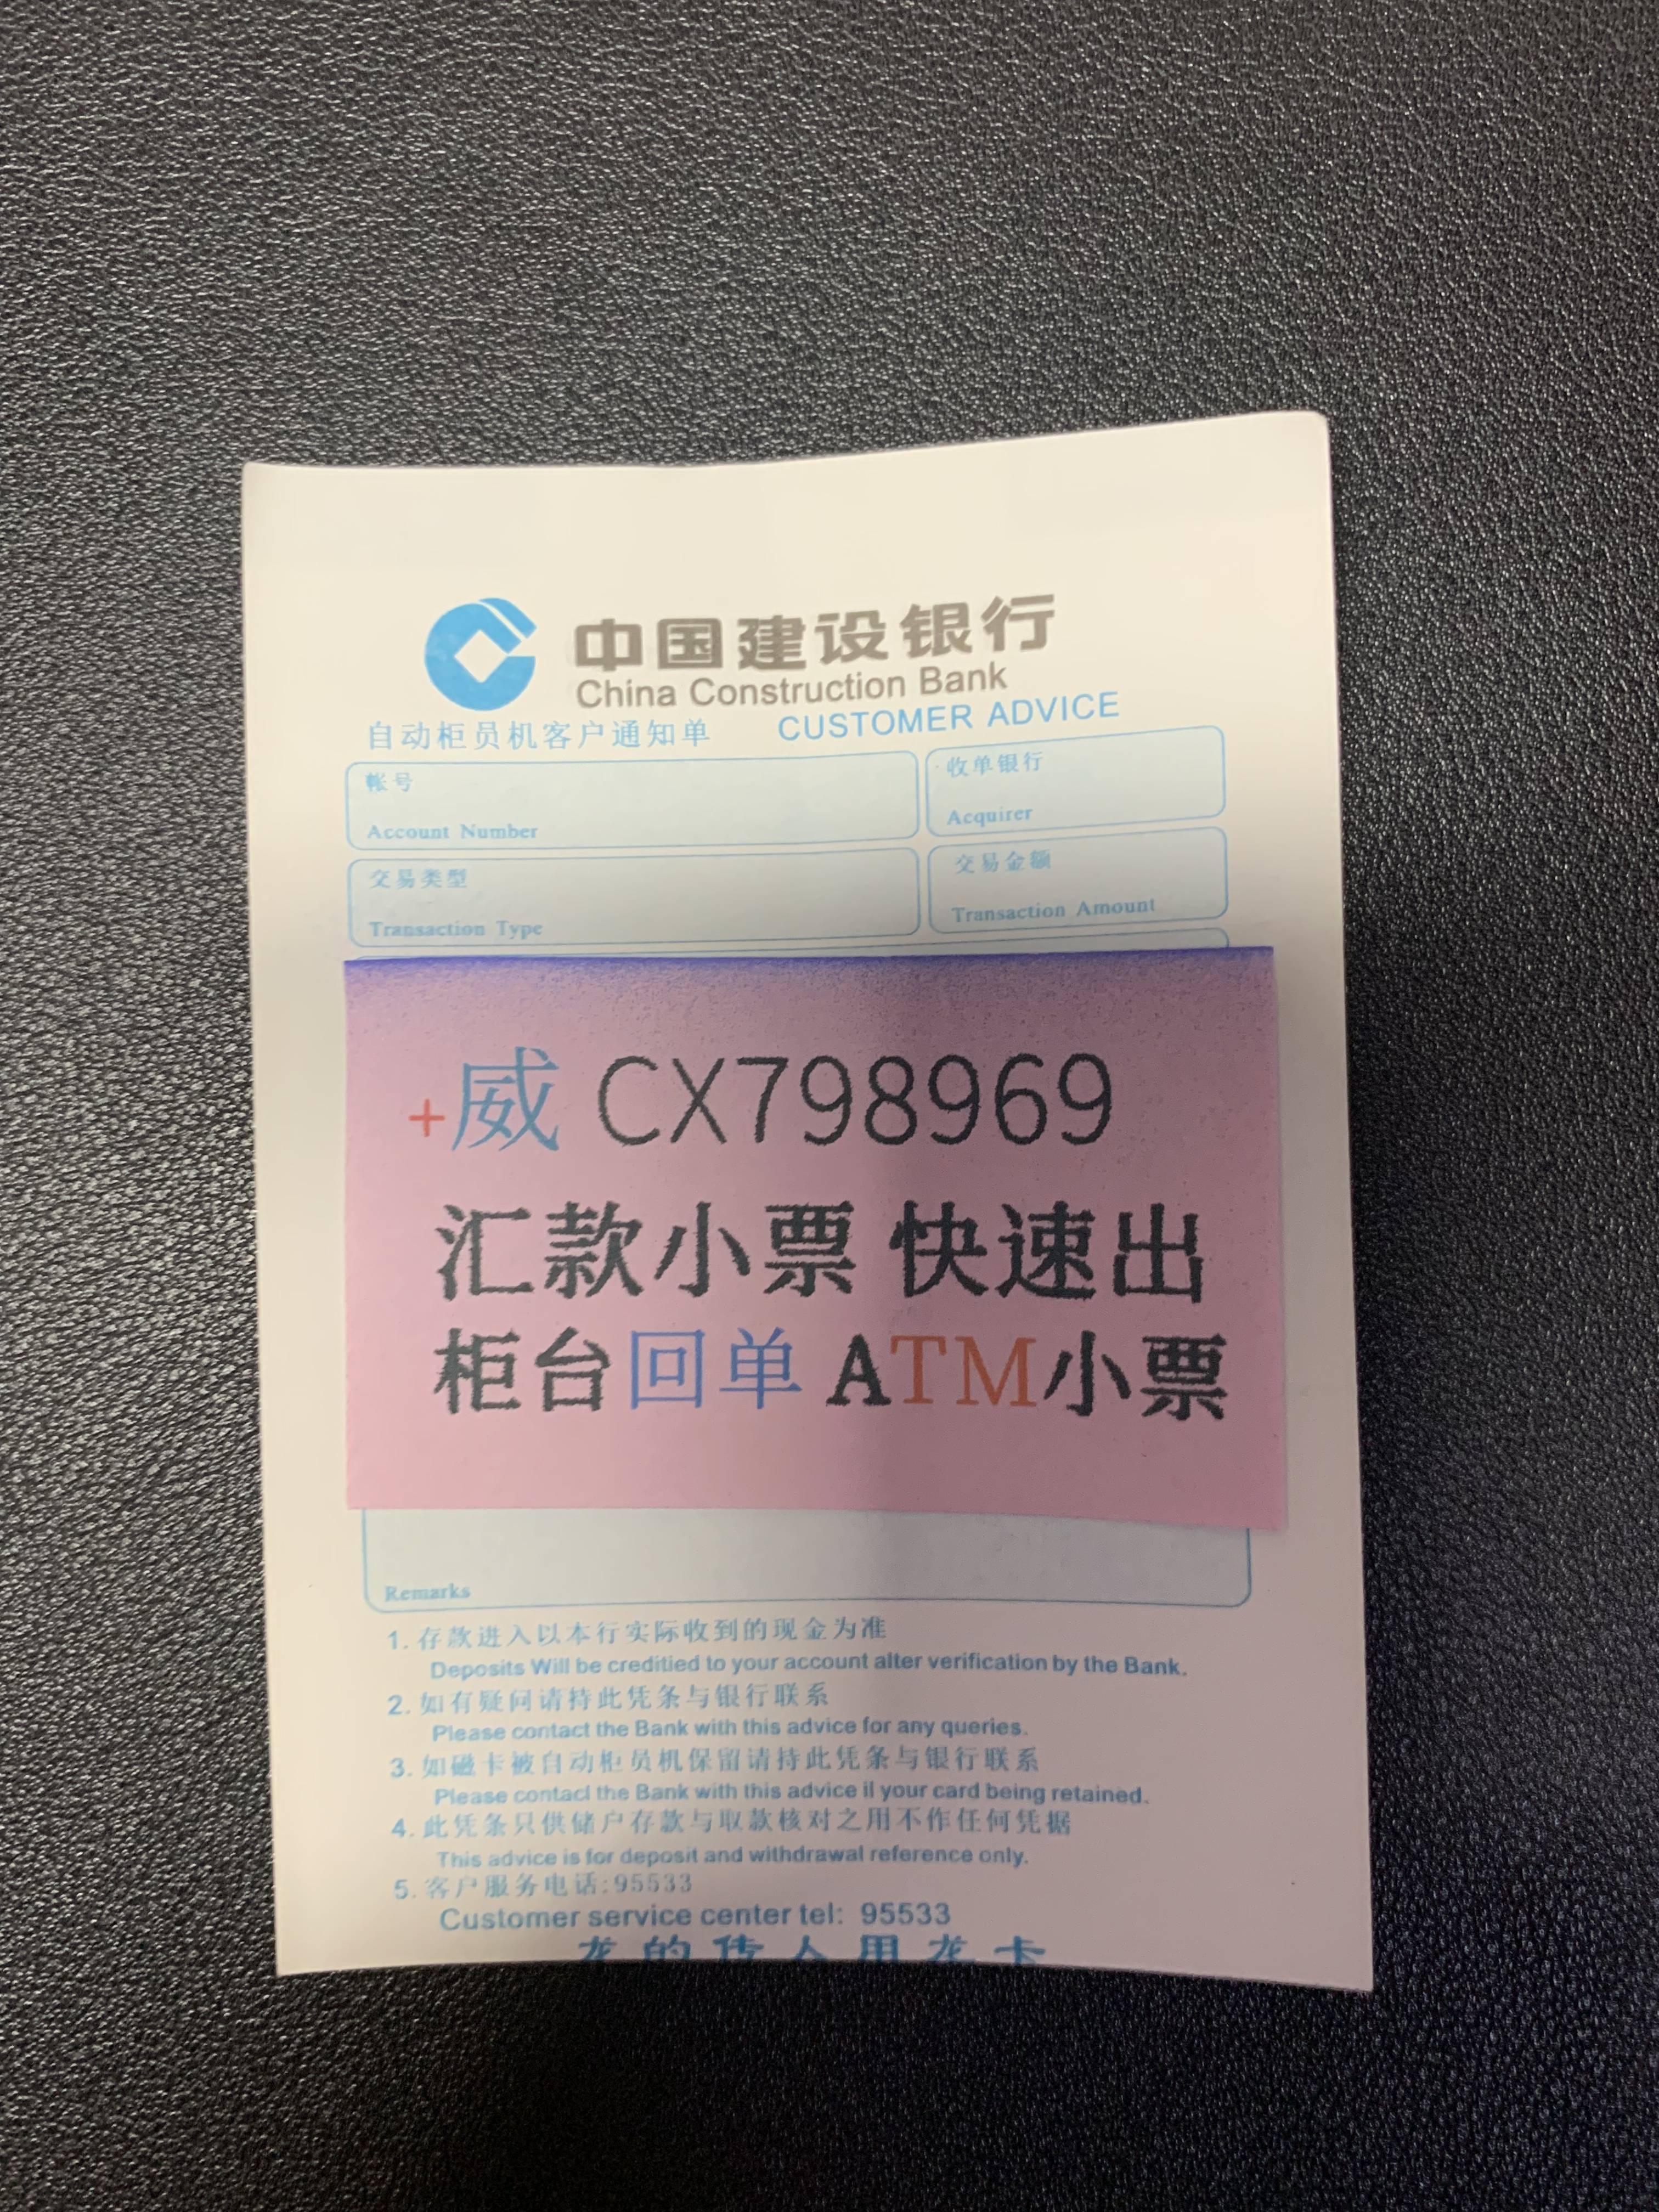 中国建设银行
China Construction Bank
自动柜员机客户通知单 CUSTOMER ADVICE
帐号 收单银行
Account Number Acquirer
交易类型 交易金额
Transaction Type Transaction Amount
+威 CX798969
汇款小票 快速出
柜台回单 ATM小票
Remarks
1. 存款进入以本行实际收到的现金为准
Deposits Will be creditied to your account alter verification by the Bank.
2. 如有疑问请持此凭条与银行联系
Please contact the Bank with this advice for any queries.
3. 如磁卡被自动柜员机保留请持此凭条与银行联系
Please contacl the Bank with this advice il your card being retained.
4. 此凭条只供储户存款与取款核对之用不作任何凭据
This advice is for deposit and withdrawal reference only.
5. 客户服务电话:95533
Customer service center tel: 95533
龙的传人用龙卡